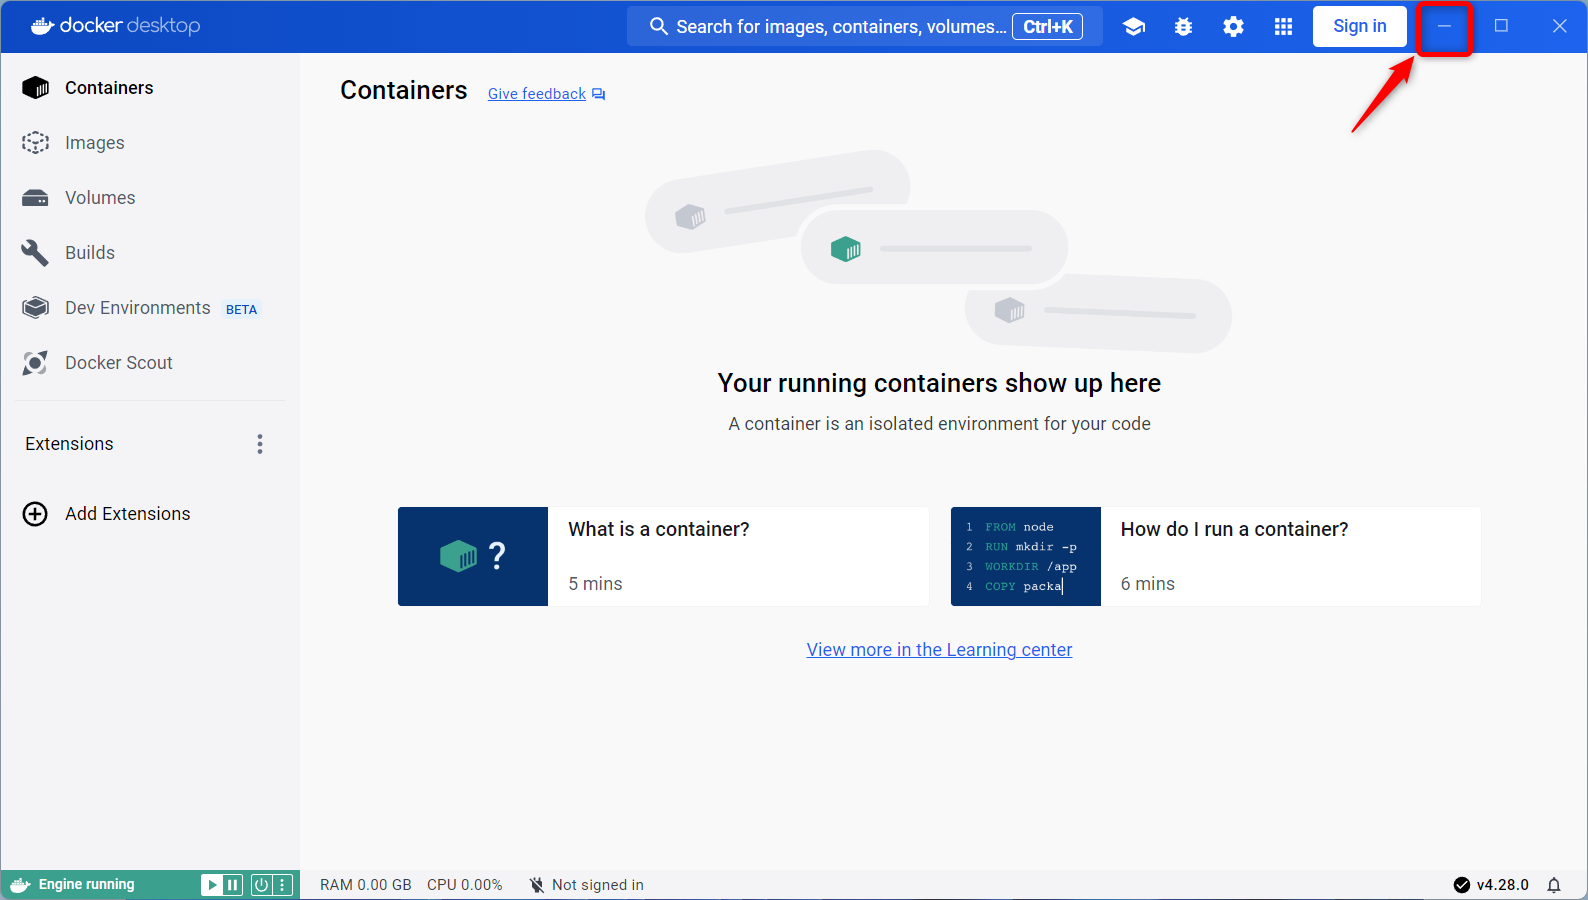 docker desktop
Search for images, containers, volumes... Ctrl+K
Sign in
Containers
Images
Volumes
Builds
Dev Environments BETA
Docker Scout
Extensions
Add Extensions
Containers Give feedback
Your running containers show up here
A container is an isolated environment for your code
?
What is a container?
5 mins
1 FROM node
2 RUN mkdir -p
3 WORKDIR /app
4 COPY packa
How do I run a container?
6 mins
View more in the Learning center
Engine running
RAM 0.00 GB CPU 0.00% Not signed in
v4.28.0